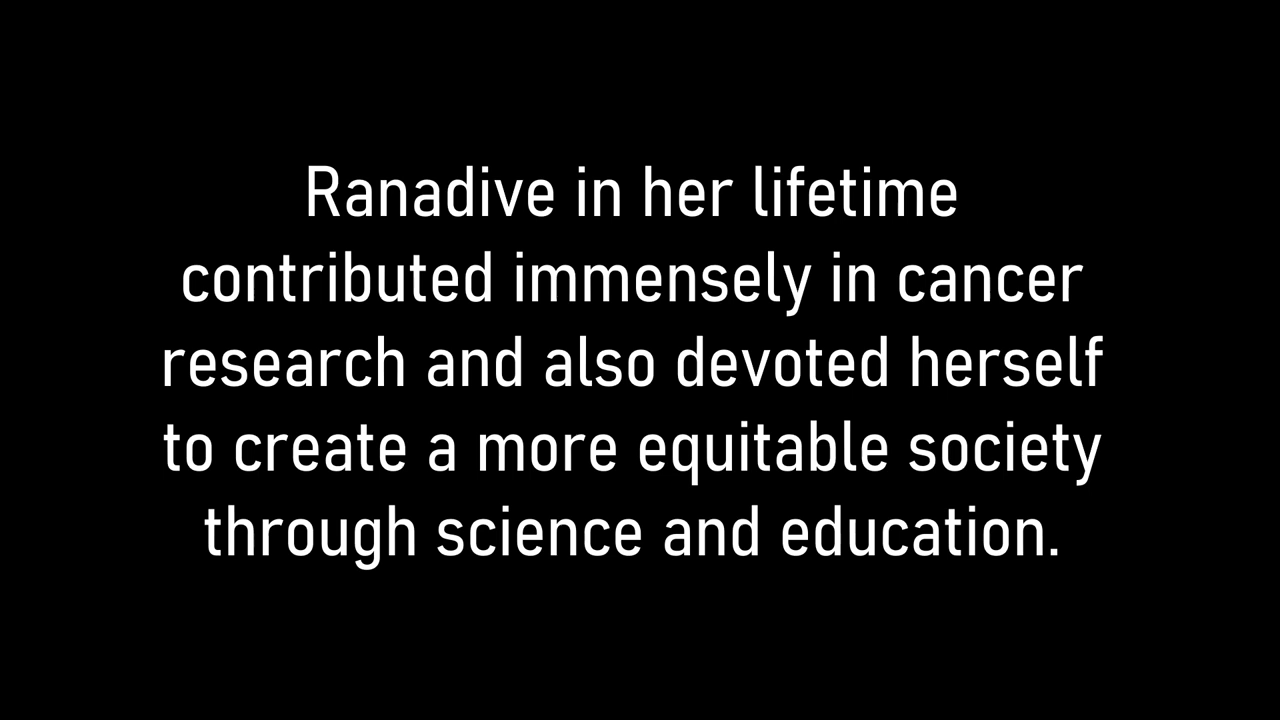 Ranadive in her lifetime
contributed immensely in cancer
research and also devoted herself
to create a more equitable society
through science and education.